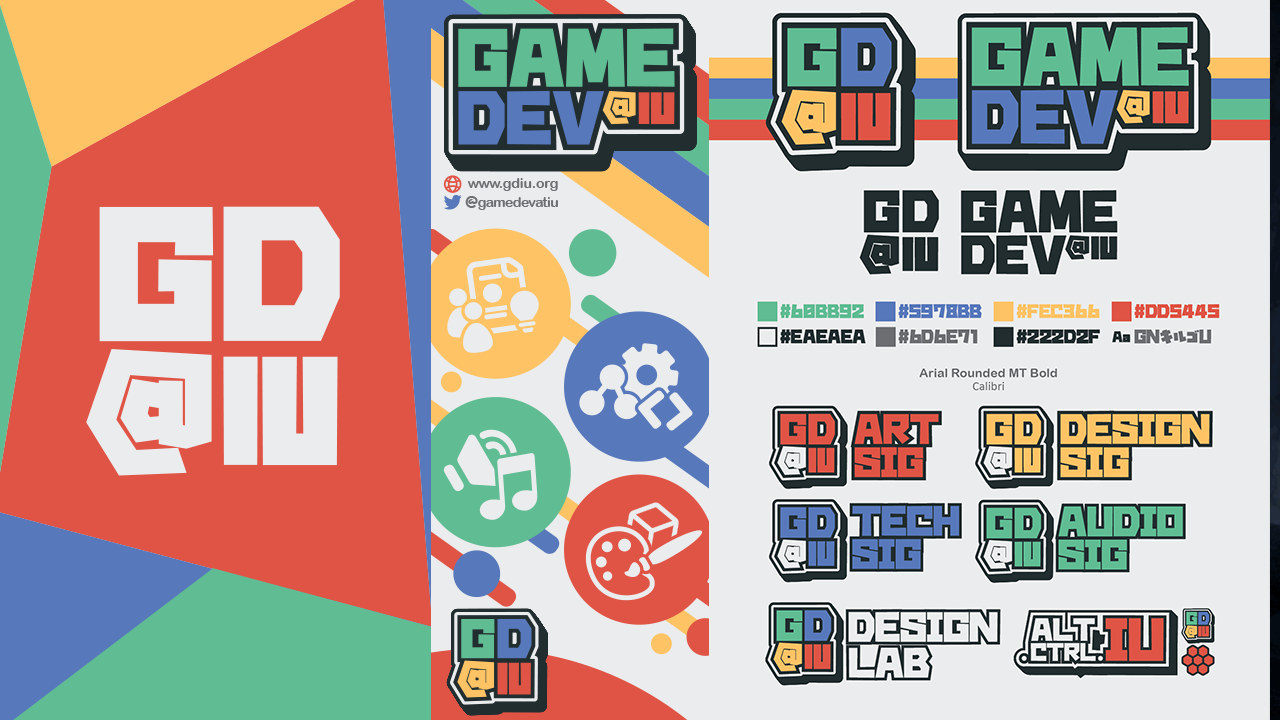 GD
@IU
GAME
DEV@IU
www.gdiu.org
@gamedevatiu
GD
@IU
GD
@IU
GAME
DEV@IU
GD
@IU
GAME
DEV@IU
#60BB92 #5978BB #FEC366 #DD5445
#EAEAEA #6D6E71 #222D2F Aa GNキルゴU
Arial Rounded MT Bold
Calibri
GD
@IU
ART
SIG
GD
@IU
DESIGN
SIG
GD
@IU
TECH
SIG
GD
@IU
AUDIO
SIG
GD
@IU
DESIGN
LAB
ALT.
CTRL.IU
GD
@IU